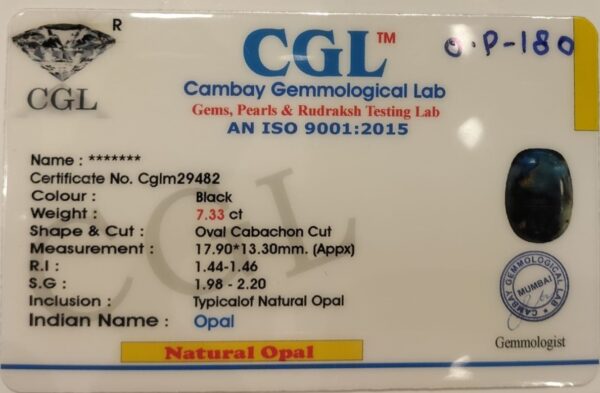 R
CGL
CGL™
Cambay Gemmological Lab
Gems, Pearls & Rudraksh Testing Lab
AN ISO 9001:2015
O.P-180
Name : *******
Certificate No. Cglm29482
Colour : Black
Weight : 7.33 ct
Shape & Cut : Oval Cabachon Cut
Measurement : 17.90*13.30mm. (Appx)
R.I : 1.44-1.46
S.G : 1.98 - 2.20
Inclusion : Typicalof Natural Opal
Indian Name : Opal
Natural Opal
CGL
CAMBAY GEMMOLOGICAL LAB
MUMBAI
Gemmologist